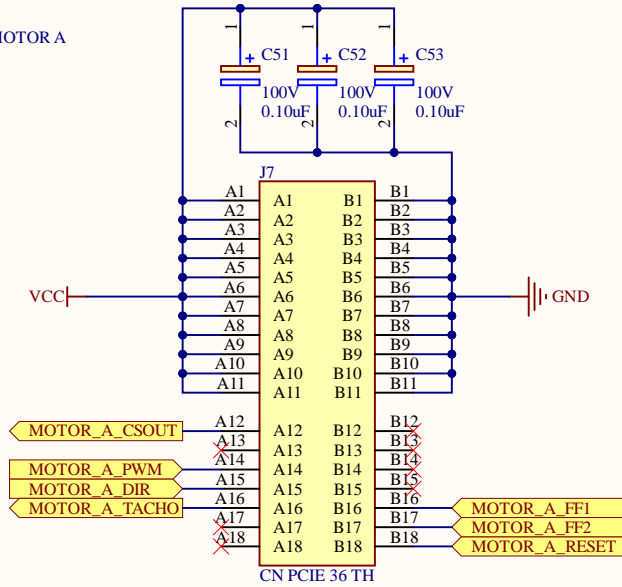 MOTOR A
1 1 1
C51 C52 C53
+ + +
100V 100V 100V
0.10uF 0.10uF 0.10uF
2 2 2
J7
A1 A1 B1 B1
A2 A2 B2 B2
A3 A3 B3 B3
A4 A4 B4 B4
A5 A5 B5 B5
VCC A6 A6 B6 B6 GND
A7 A7 B7 B7
A8 A8 B8 B8
A9 A9 B9 B9
A10 A10 B10 B10
A11 A11 B11 B11
MOTOR_A_CSOUT A12 A12 B12 B12
A13 A13 B13 B13
MOTOR_A_PWM A14 A14 B14 B14
MOTOR_A_DIR A15 A15 B15 B15
MOTOR_A_TACHO A16 A16 B16 B16 MOTOR_A_FF1
A17 A17 B17 B17 MOTOR_A_FF2
A18 A18 B18 B18 MOTOR_A_RESET
CN PCIE 36 TH